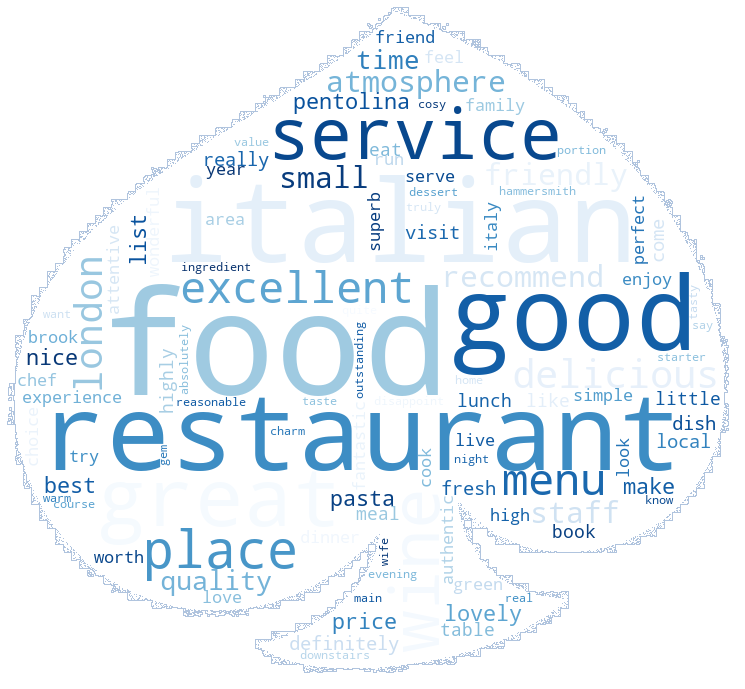 friend
time feel
atmosphere
pentolina cosy family
service
value eat portion
really run
year small serve friendly
dessert hammersmith
wonderful italian
list area superb truly visit italy perfect come
attentive
ingredient
london excellent recommend enjoy
food good
want tasty say
brook outstanding
nice absolutely starter
chef highly home delicious
experience reasonable taste disappoint lunch like simple little
restaurant
choice charm dish
fantastic live local
try gem cook night look
best great menu make
warm pasta fresh know
course meal high staff
dinner wine authentic book
worth place wife
quality evening green
love main real
price lovely
definitely table
downstairs